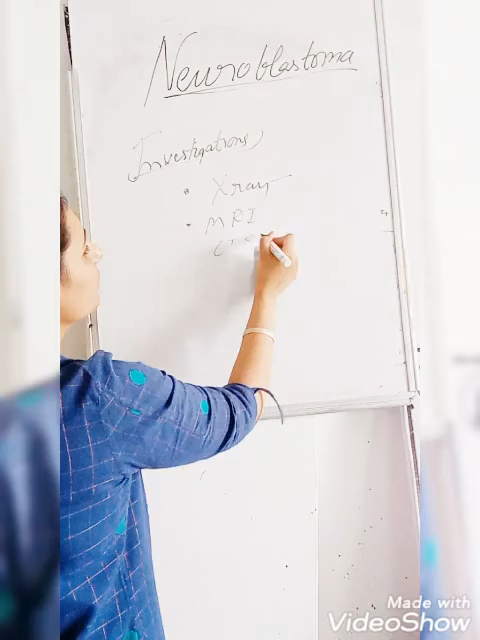 Neuroblastoma
Investigations
• Xray
• MRI
Made with
VideoShow